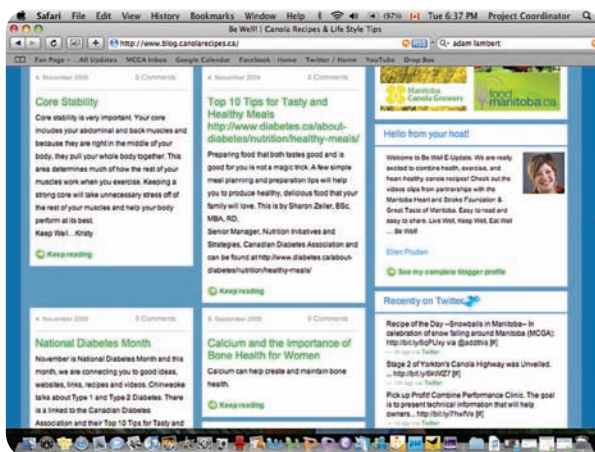 Safari File Edit View History Bookmarks Window Help (97%) Tue 6:37 PM Project Coordinator
Be Well! | Canola Recipes & Life Style Tips
http://www.blog.canolarecipes.ca/
RSS
adam lambert
Fan Page - ...All Updates MCGA Inbox Google Calendar Facebook | Home Twitter / Home YouTube Drop Box
4. November 2009 0 Comments
Core Stability
Core stability is very important. Your core
includes your abdominal and back muscles and
because they are right in the middle of your
body, they pull your whole body together. This
area determines much of how the rest of your
muscles work when you exercise. Keeping a
strong core will take unnecessary stress off of
the rest of your muscles and help your body
perform at its best.
Keep Well...Kristy
Keep reading
4. November 2009 0 Comments
National Diabetes Month
November is National Diabetes Month and this
month, we are connecting you to good ideas,
websites, links, recipes and videos. Chinweoke
talks about Type 1 and Type 2 Diabetes. There
is a linked to the Canadian Diabetes
Association and their Top 10 Tips for Tasty and
4. November 2009 0 Comments
Top 10 Tips for Tasty and
Healthy Meals
http://www.diabetes.ca/about-
diabetes/nutrition/healthy-meals/
Preparing food that both tastes good and is
good for you is not a magic trick. A few simple
meal planning and preparation tips will help
you to produce healthy, delicious food that your
family will love. This is by Sharon Zeiler, BSc,
MBA, RD,
Senior Manager, Nutrition Initiatives and
Strategies, Canadian Diabetes Association and
can be found at http://www.diabetes.ca/about-
diabetes/nutrition/healthy-meals/
Keep reading
8. September 2009 0 Comments
Calcium and the Importance of
Bone Health for Women
Calcium can help create and maintain bone
health.
Keep reading
Manitoba
Canola Growers
food
manitoba.ca
Hello from your host!
Welcome to Be Well E-Update. We are really
excited to combine health, exercise, and
heart healthy canola recipes! Check out the
videos clips from partnerships with the
Manitoba Heart and Stroke Foundation &
Great Taste of Manitoba. Easy to read and
easy to share. Live Well, Keep Well, Eat Well
... Be Well!
Ellen Pruden
See my complete blogger profile
Recently on Twitter
Recipe of the Day --Snowballs in Manitoba-- In
celebration of snow falling around Manitoba (MCGA):
via @addthis [#]
Twitter
Stage 2 of Yorkton's Canola Highway was Unveiled.
Twitter
Pick up Profit! Combine Performance Clinic. The goal
is to present technical information that will help
owners...
Twitter